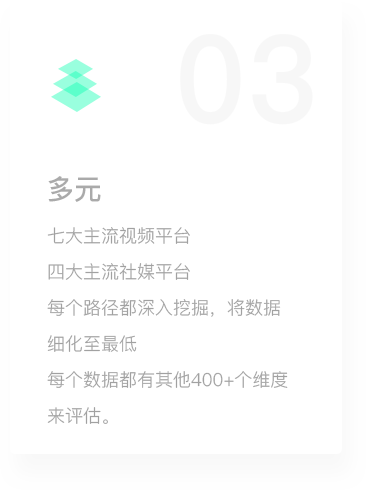 03
多元
七大主流视频平台
四大主流社媒平台
每个路径都深入挖掘，将数据
细化至最低
每个数据都有其他400+个维度
来评估。